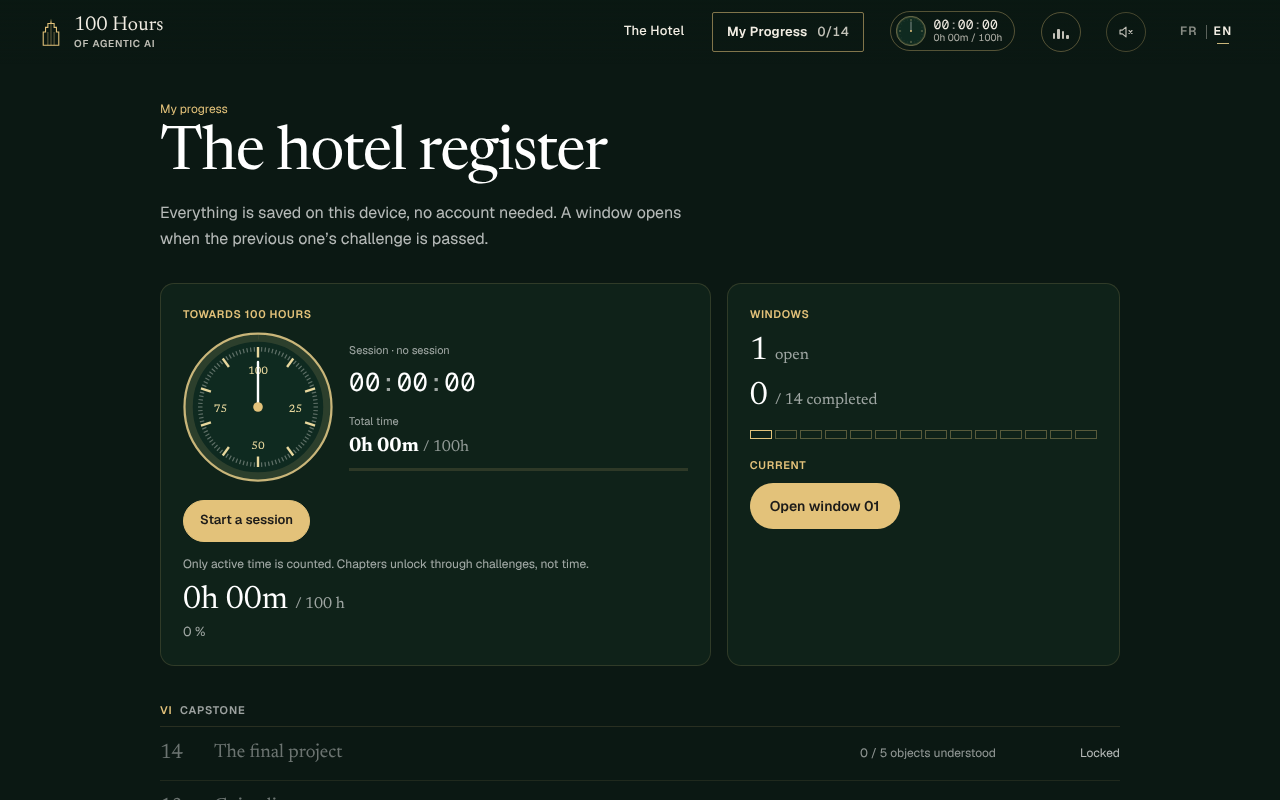 100 Hours
OF AGENTIC AI
The Hotel
My Progress 0/14
00:00:00
0h 00m / 100h
FR | EN
My progress
The hotel register
Everything is saved on this device, no account needed. A window opens
when the previous one’s challenge is passed.
TOWARDS 100 HOURS
100
75
25
50
Session · no session
00:00:00
Total time
0h 00m / 100h
Start a session
Only active time is counted. Chapters unlock through challenges, not time.
0h 00m / 100 h
0 %
WINDOWS
1 open
0 / 14 completed
CURRENT
Open window 01
VI CAPSTONE
14 The final project 0 / 5 objects understood Locked